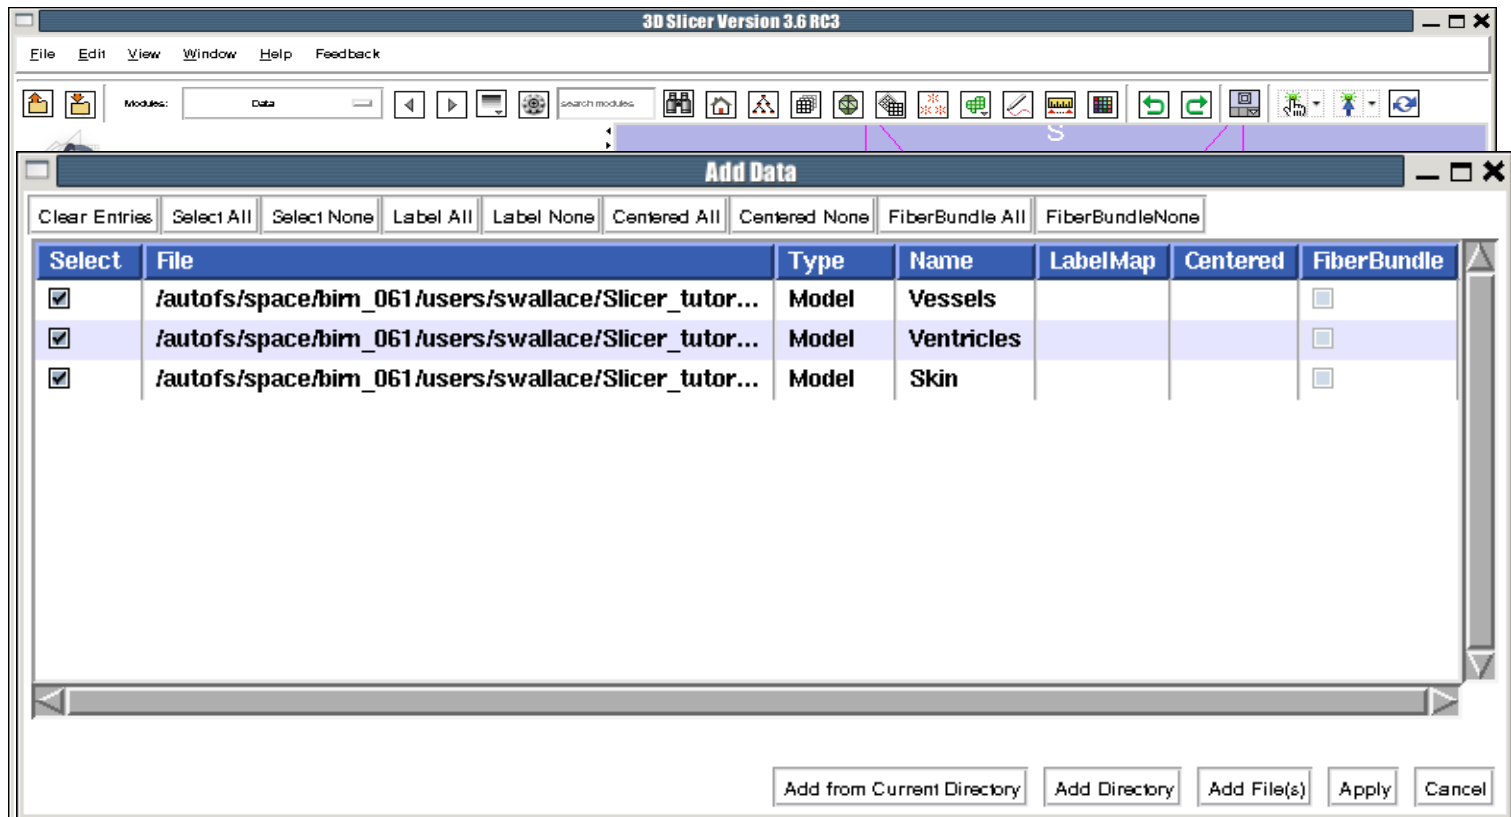 3D Slicer Version 3.6 RC3
File Edit View Window Help Feedback
Modules: Data search modules
S
Add Data
Clear Entries Select All Select None Label All Label None Centered All Centered None FiberBundle All FiberBundleNone
Select File Type Name LabelMap Centered FiberBundle
/autofs/space/birn_061/users/swallace/Slicer_tutor... Model Vessels
/autofs/space/birn_061/users/swallace/Slicer_tutor... Model Ventricles
/autofs/space/birn_061/users/swallace/Slicer_tutor... Model Skin
Add from Current Directory Add Directory Add File(s) Apply Cancel